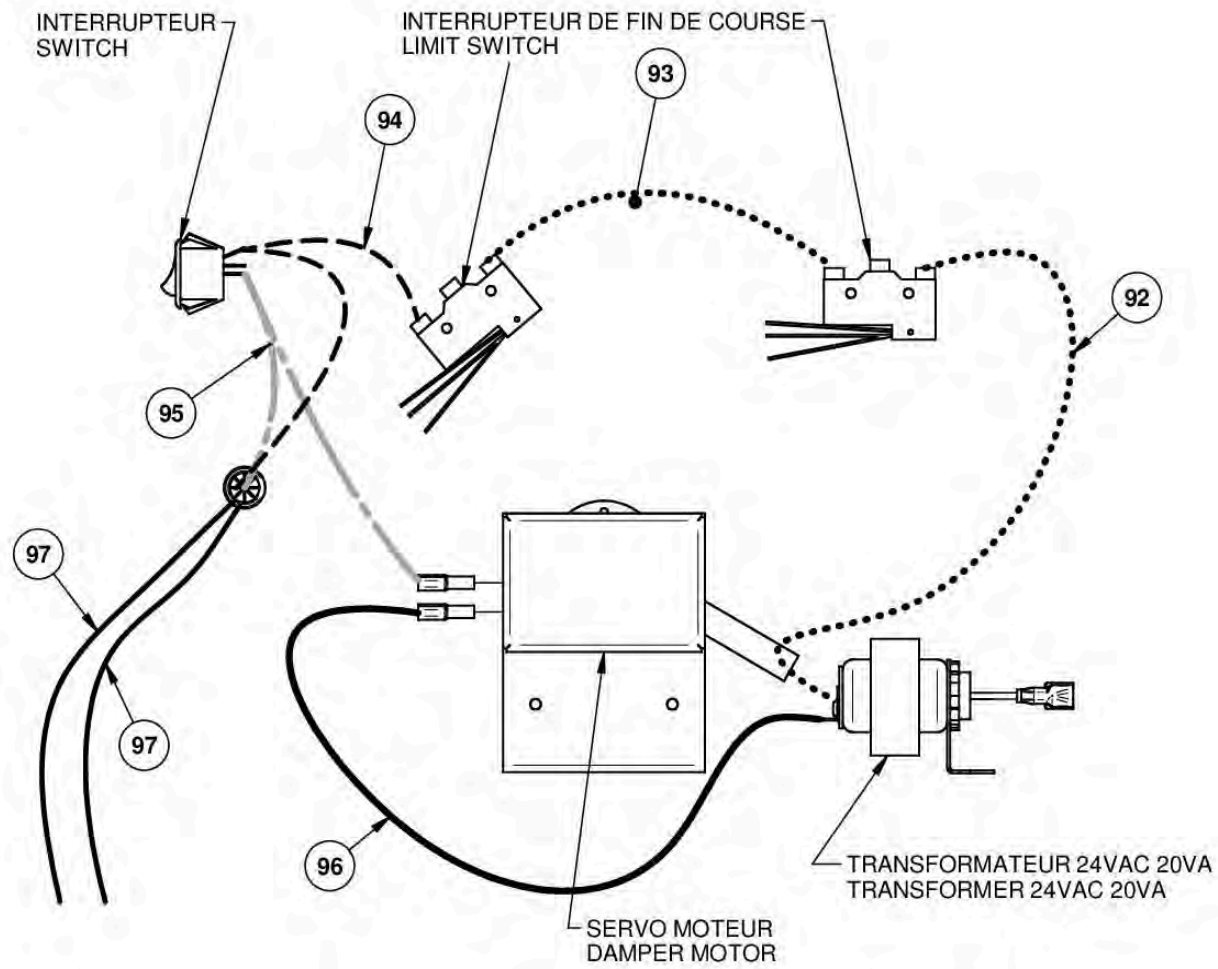 INTERRUPTEUR
SWITCH
INTERRUPTEUR DE FIN DE COURSE
LIMIT SWITCH
93
94
92
95
97
97
96
TRANSFORMATEUR 24VAC 20VA
TRANSFORMER 24VAC 20VA
SERVO MOTEUR
DAMPER MOTOR